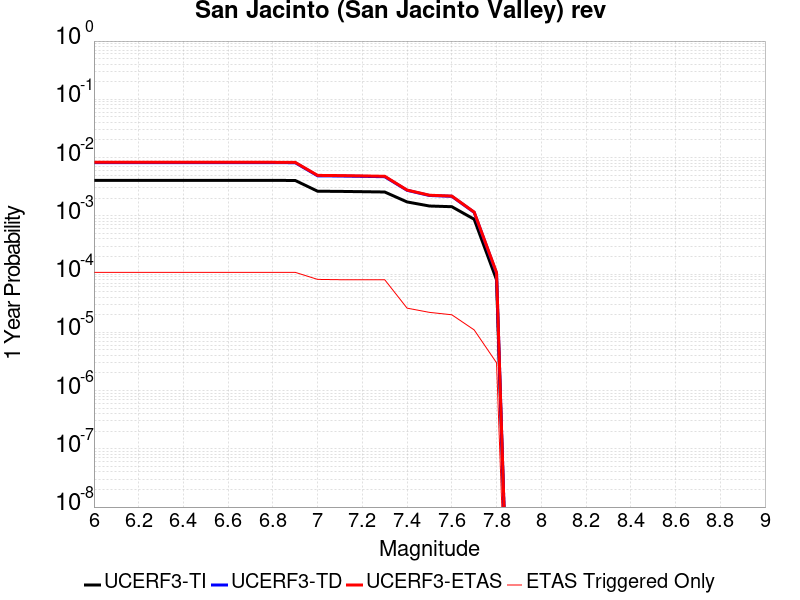 San Jacinto (San Jacinto Valley) rev
10^0
10^-1
10^-2
10^-3
10^-4
10^-5
10^-6
10^-7
10^-8
1 Year Probability
6 6.2 6.4 6.6 6.8 7 7.2 7.4 7.6 7.8 8 8.2 8.4 8.6 8.8 9
Magnitude
UCERF3-TI UCERF3-TD UCERF3-ETAS ETAS Triggered Only